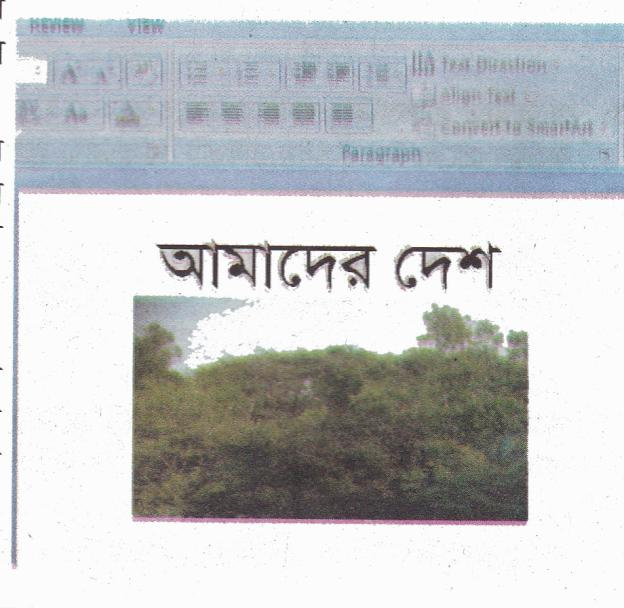 Review View
Text Direction
Align Text
Convert to SmartArt
Paragraph
আমাদের দেশ